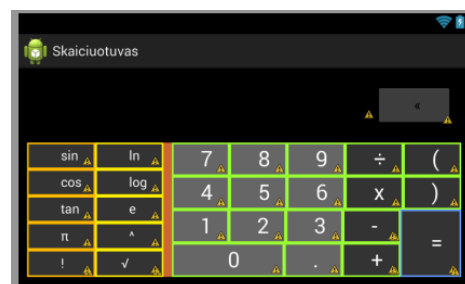 Skaiciuotuvas
«
sin ln 7 8 9 ÷ (
cos log 4 5 6 x )
tan e 1 2 3 - =
π ^ 0 . +
! √